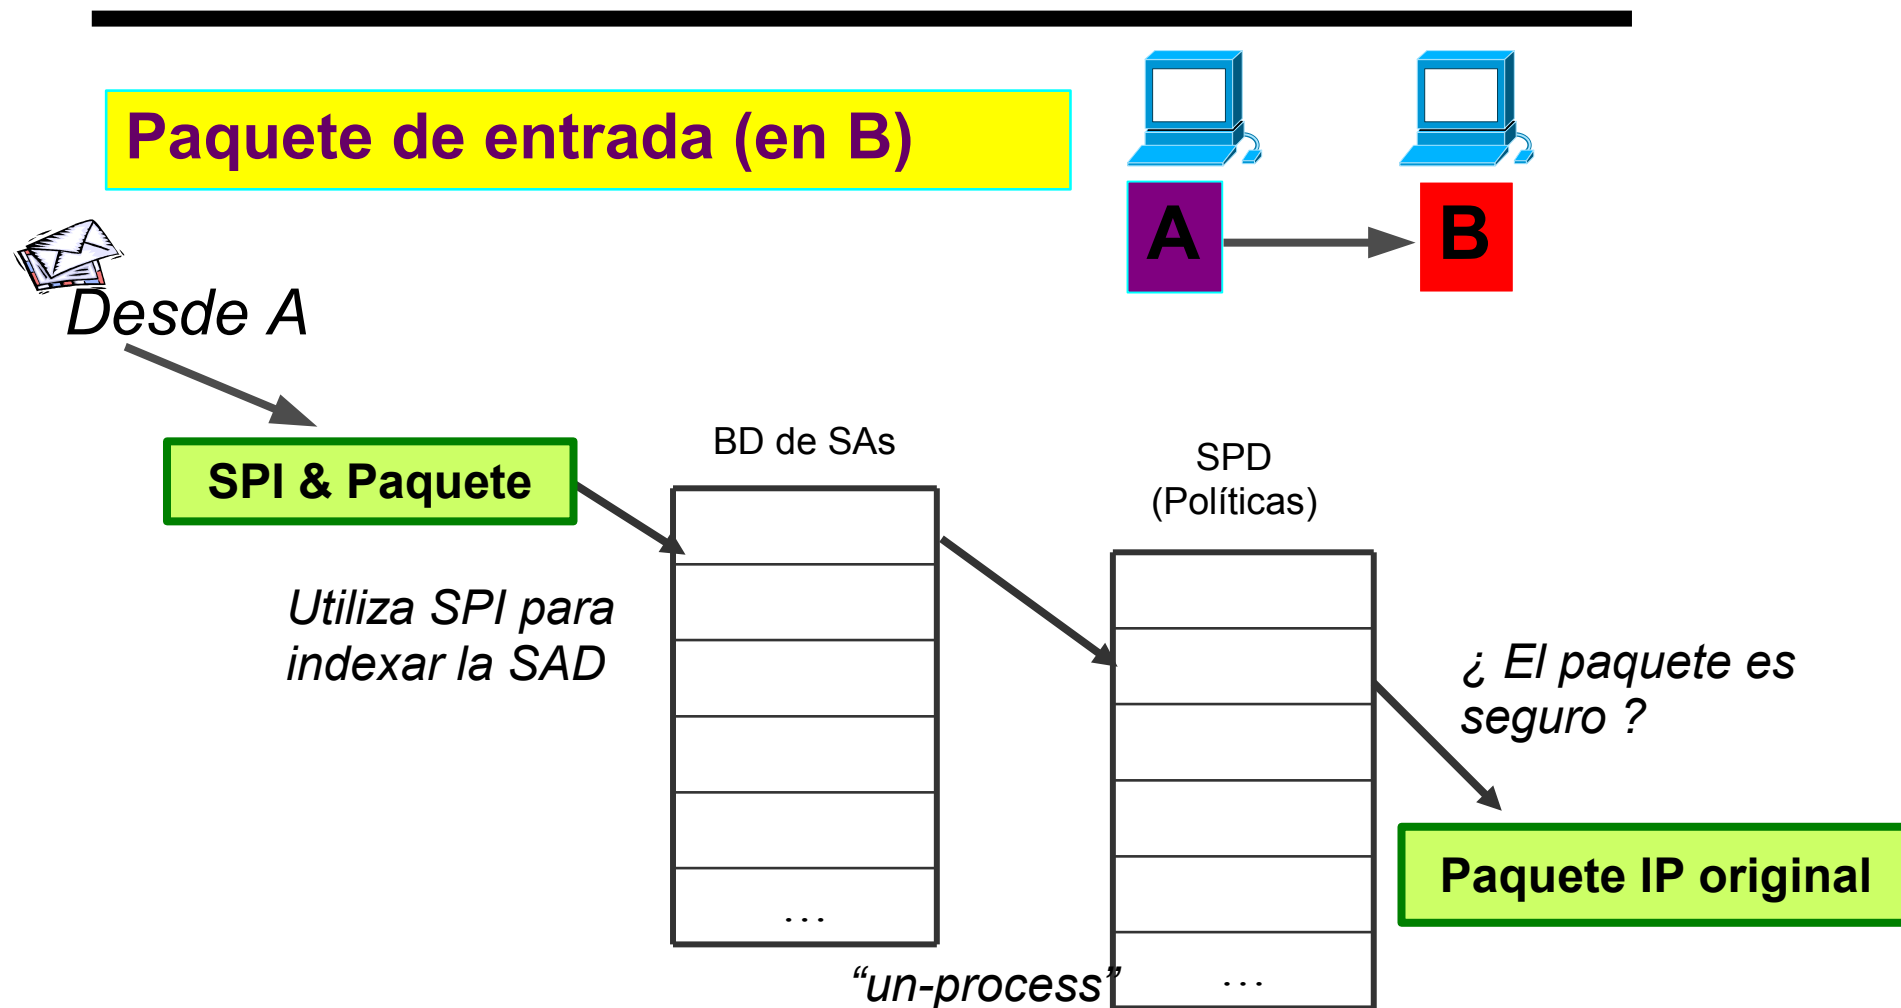 Paquete de entrada (en B)
A
B
Desde A
SPI & Paquete
BD de SAs
SPD
(Políticas)
Utiliza SPI para
indexar la SAD
¿ El paquete es
seguro ?
Paquete IP original
...
“un-process”
...